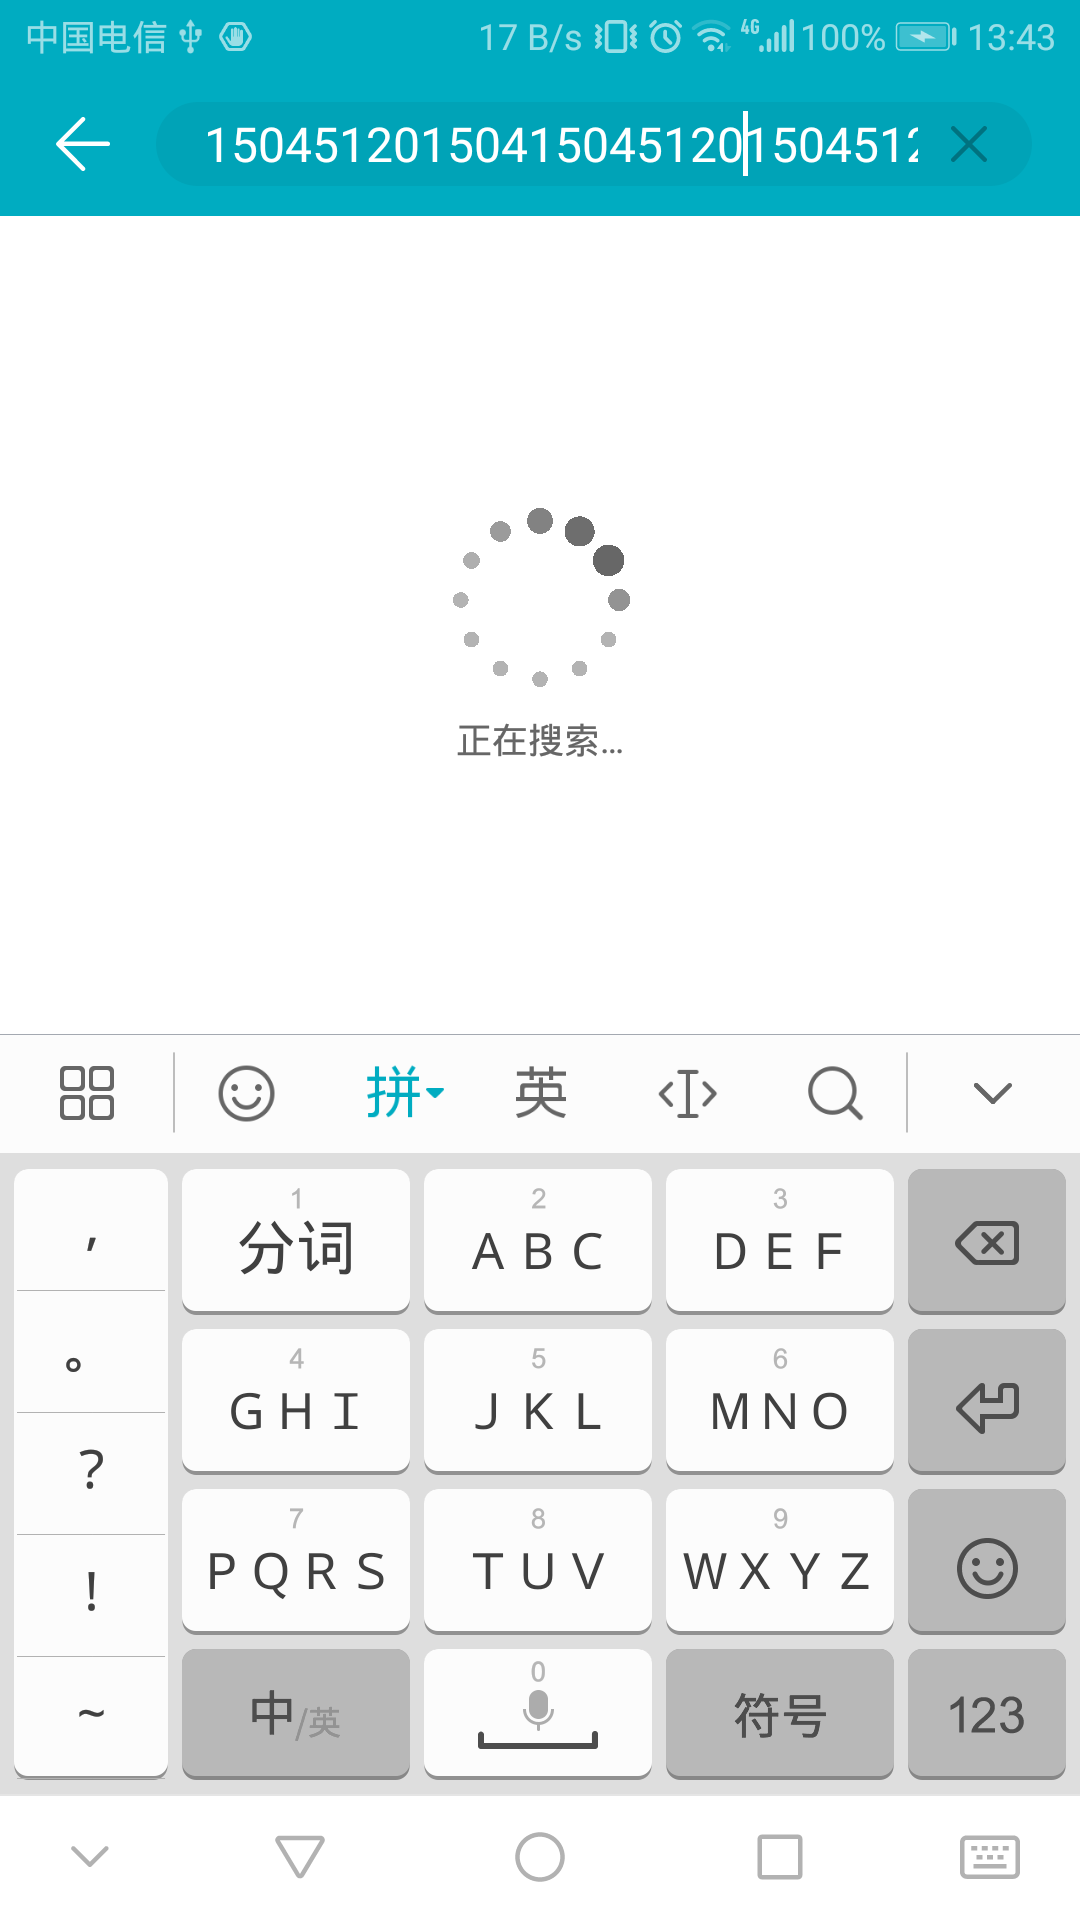 中国电信 17 B/s 4G 100% 13:43
150451201504150451201504512
正在搜索...
拼 英
, 1 分词 2 ABC 3 DEF
。 4 GHI 5 JKL 6 MNO
? 7 PQRS 8 TUV 9 WXYZ
!
~ 中/英 0 符号 123